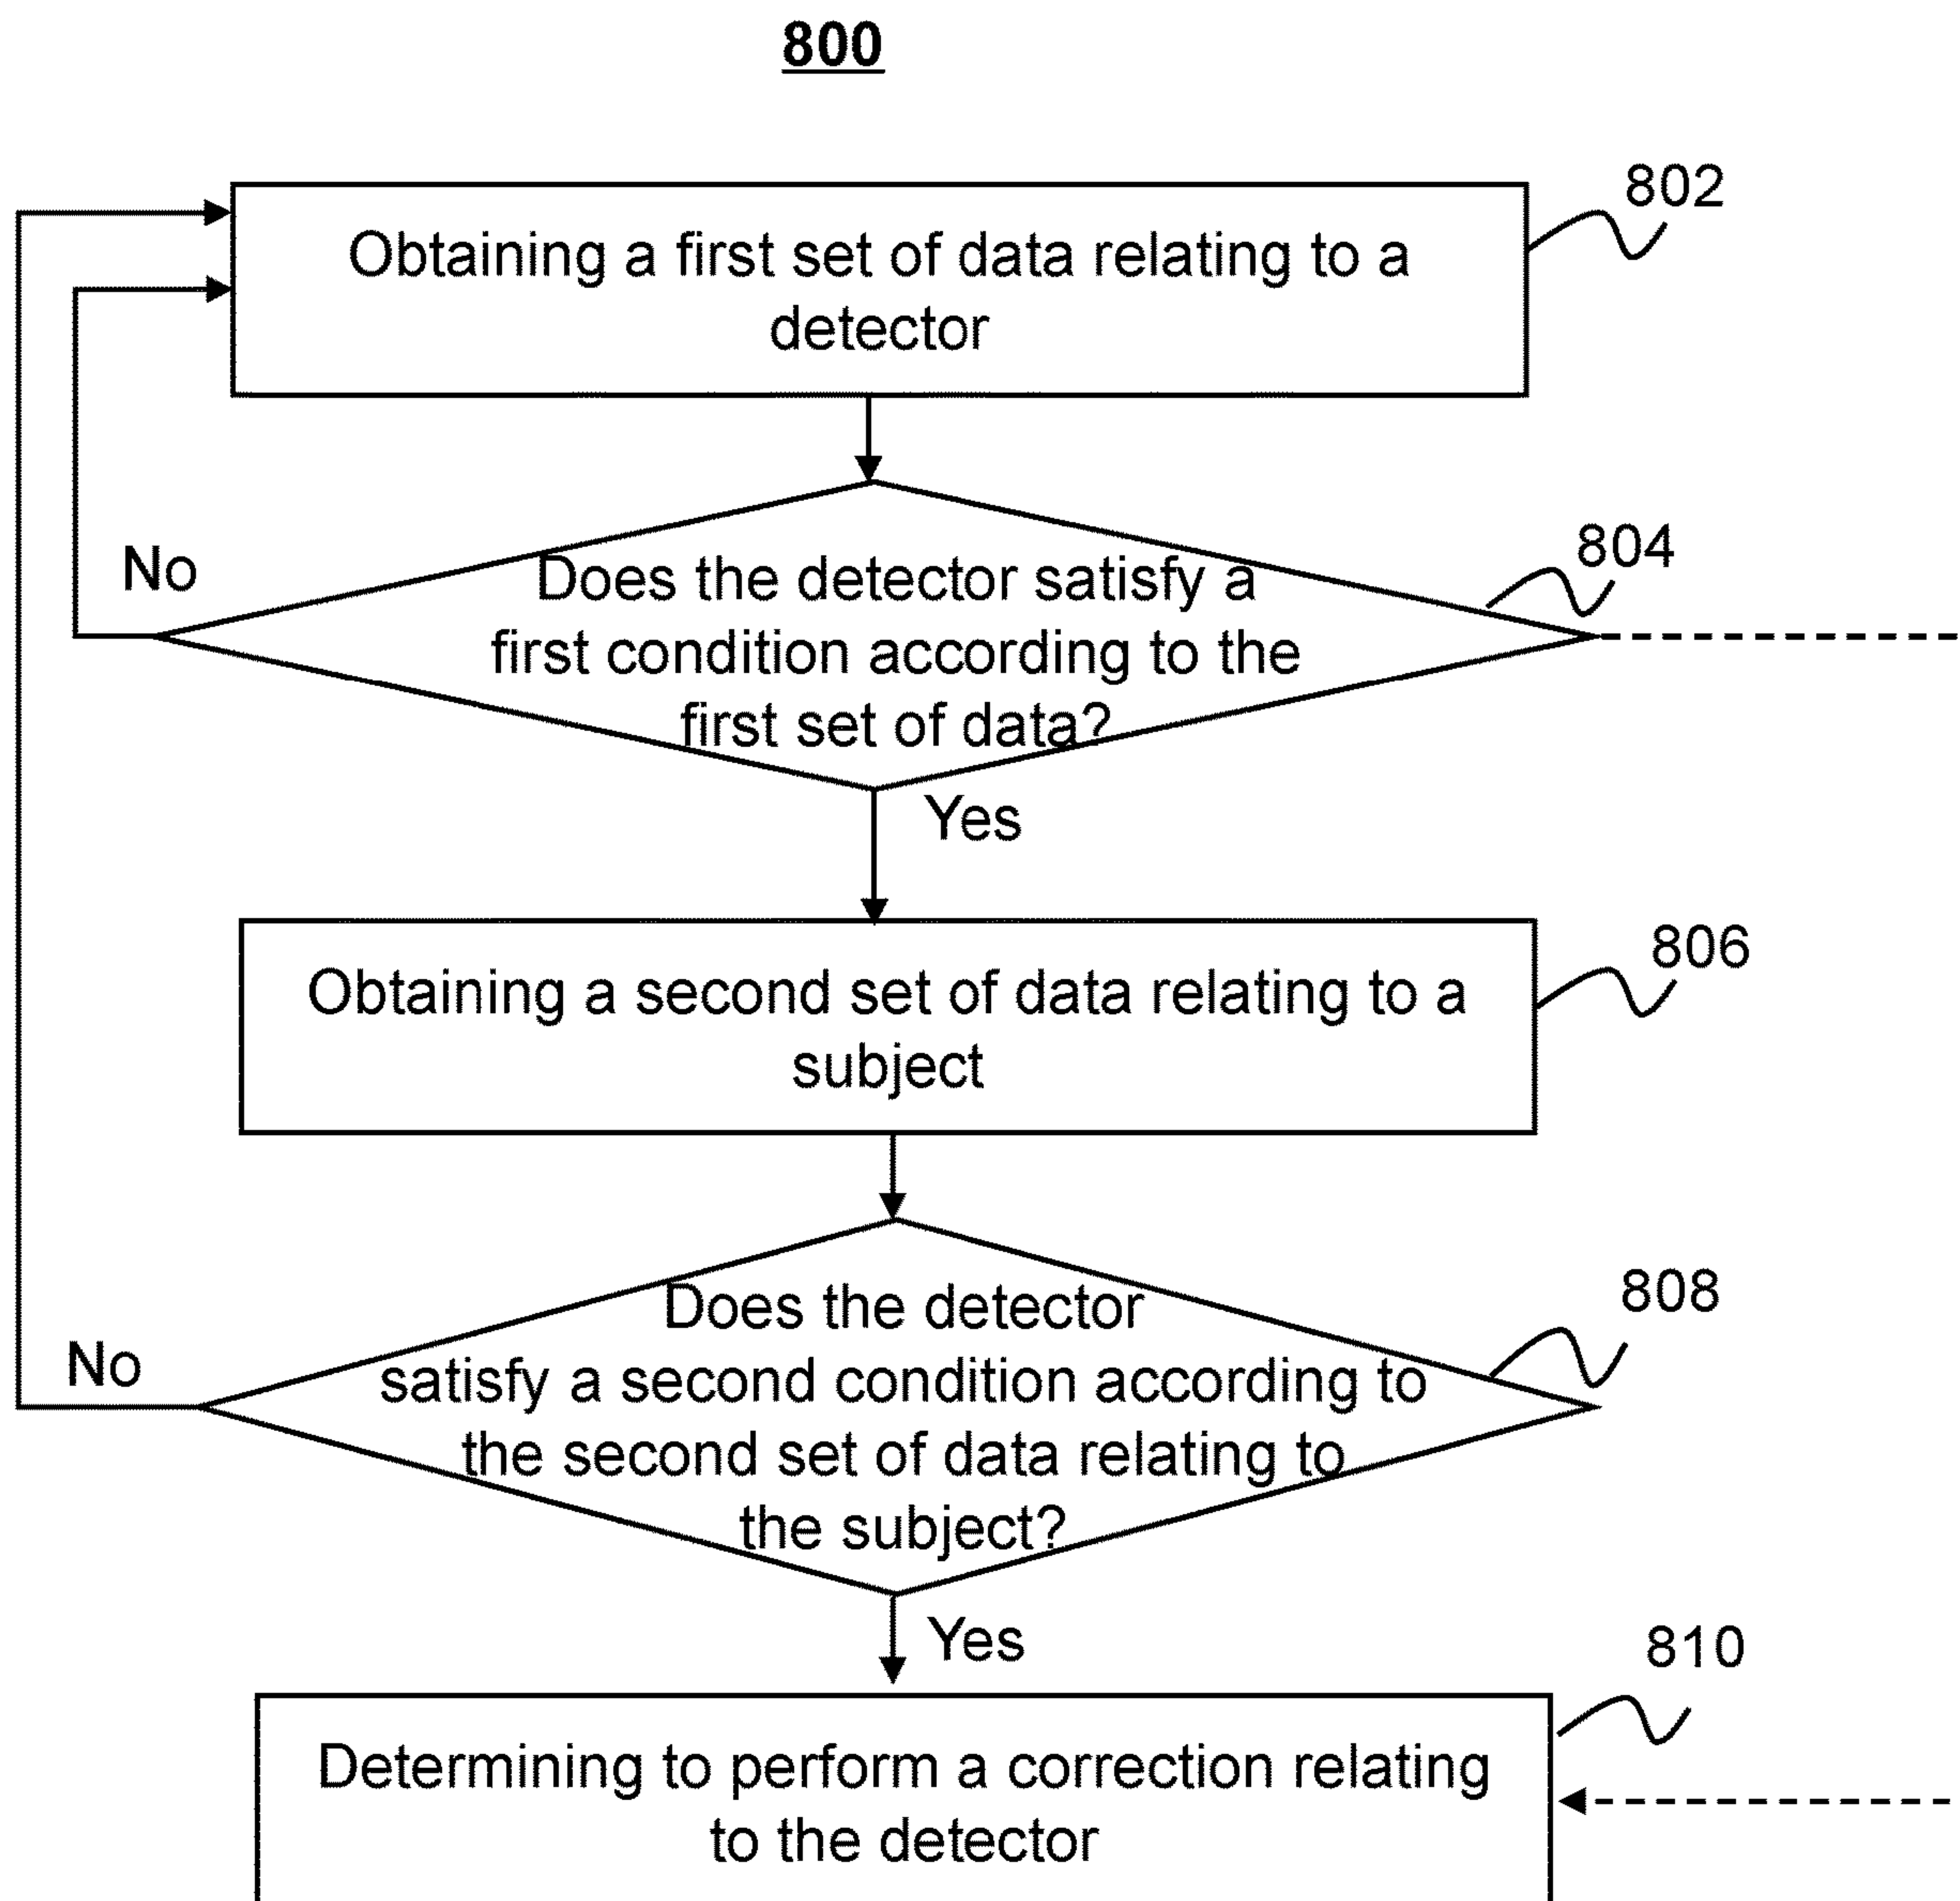 800
802
Obtaining a first set of data relating to a
detector
804
No
Does the detector satisfy a
first condition according to the
first set of data?
Yes
806
Obtaining a second set of data relating to a
subject
808
No
Does the detector
satisfy a second condition according to
the second set of data relating to
the subject?
Yes
810
Determining to perform a correction relating
to the detector